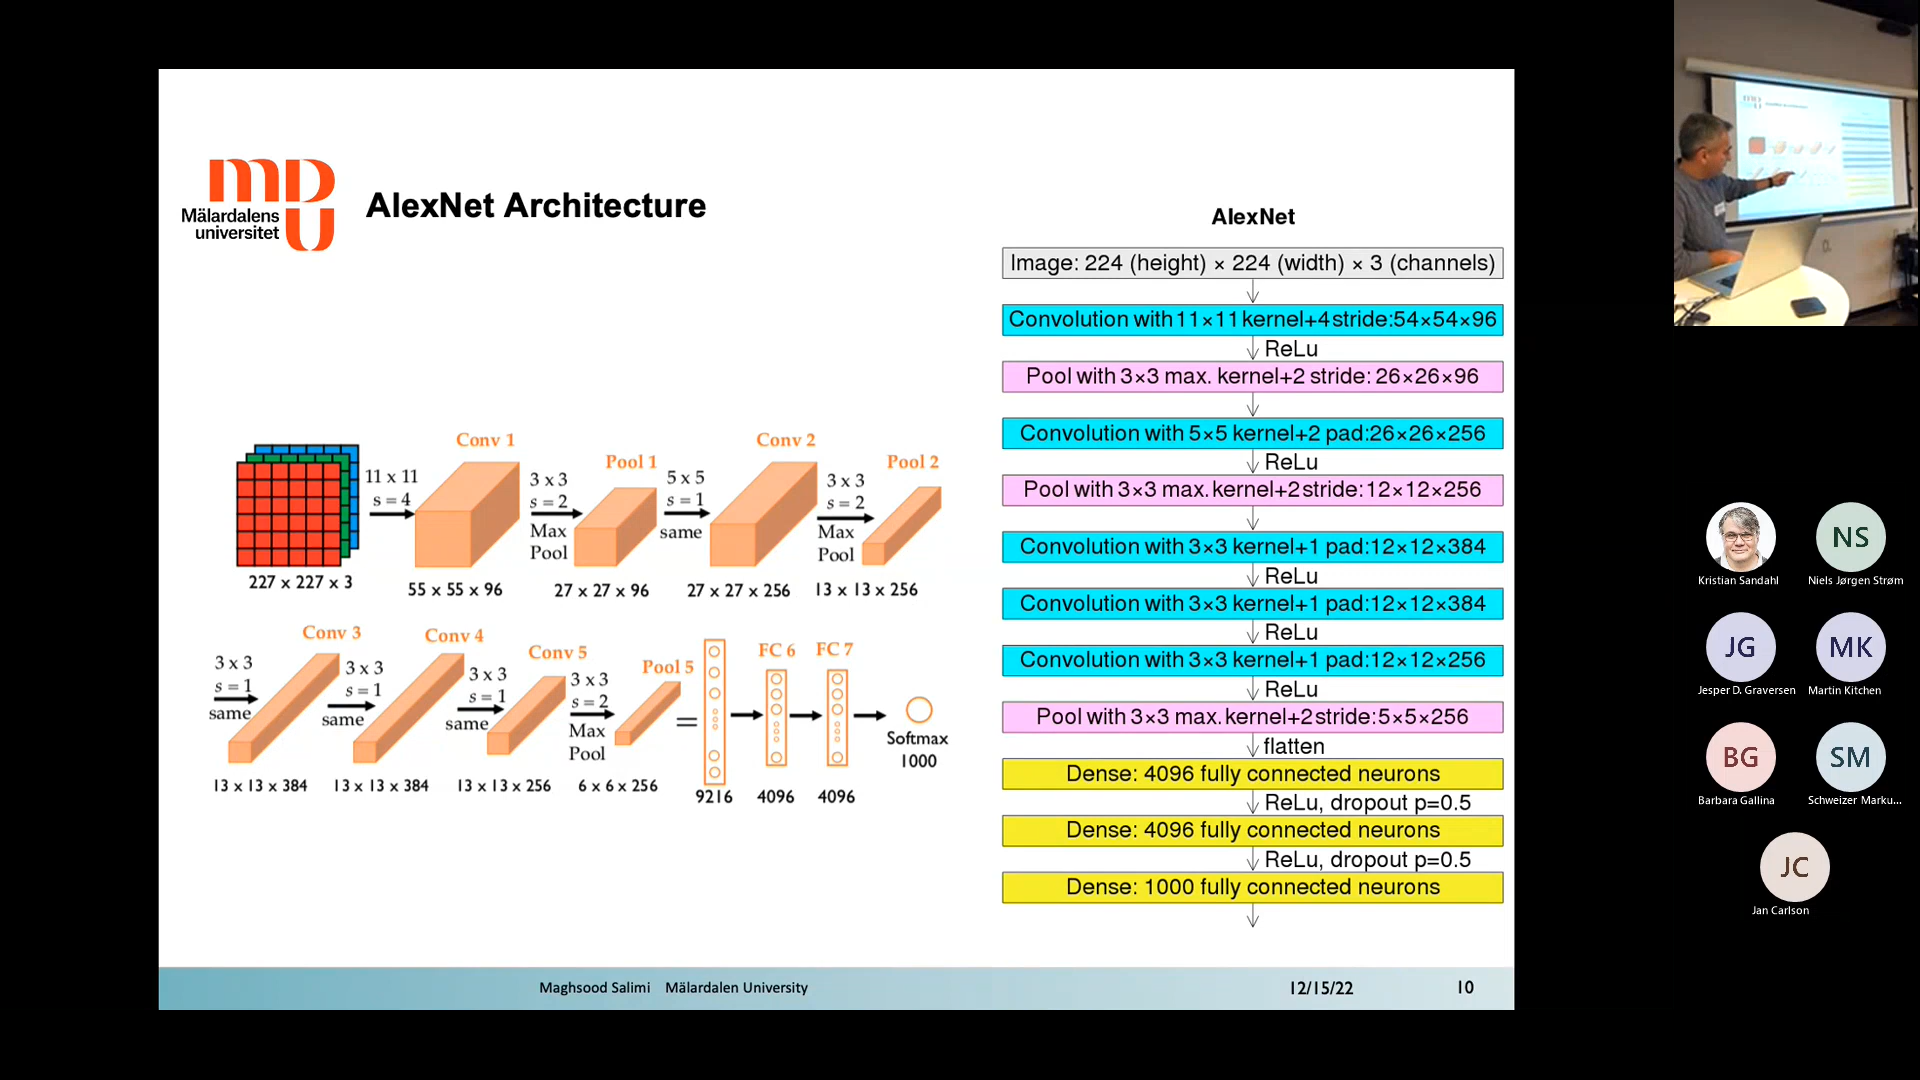 Mälardalens
universitet
AlexNet Architecture
Conv 1
Pool 1
Conv 2
Pool 2
11 x 11
s = 4
3 x 3
s = 2
Max
Pool
5 x 5
s = 1
same
3 x 3
s = 2
Max
Pool
227 x 227 x 3
55 x 55 x 96
27 x 27 x 96
27 x 27 x 256
13 x 13 x 256
Conv 3
Conv 4
Conv 5
Pool 5
FC 6
FC 7
3 x 3
s = 1
same
3 x 3
s = 1
same
3 x 3
s = 1
same
3 x 3
s = 2
Max
Pool
=
Softmax
1000
13 x 13 x 384
13 x 13 x 384
13 x 13 x 256
6 x 6 x 256
9216
4096
4096
AlexNet
Image: 224 (height) × 224 (width) × 3 (channels)
Convolution with 11×11 kernel+4 stride:54×54×96
ReLu
Pool with 3×3 max. kernel+2 stride: 26×26×96
Convolution with 5×5 kernel+2 pad:26×26×256
ReLu
Pool with 3×3 max. kernel+2 stride: 12×12×256
Convolution with 3×3 kernel+1 pad:12×12×384
ReLu
Convolution with 3×3 kernel+1 pad:12×12×384
ReLu
Convolution with 3×3 kernel+1 pad:12×12×256
ReLu
Pool with 3×3 max. kernel+2 stride: 5×5×256
flatten
Dense: 4096 fully connected neurons
ReLu, dropout p=0.5
Dense: 4096 fully connected neurons
ReLu, dropout p=0.5
Dense: 1000 fully connected neurons
Maghsood Salimi Mälardalen University
12/15/22
10
Kristian Sandahl
NS
Niels Jørgen Strøm
JG
Jesper D. Graversen
MK
Martin Kitchen
BG
Barbara Gallina
SM
Schweizer Marku...
JC
Jan Carlson